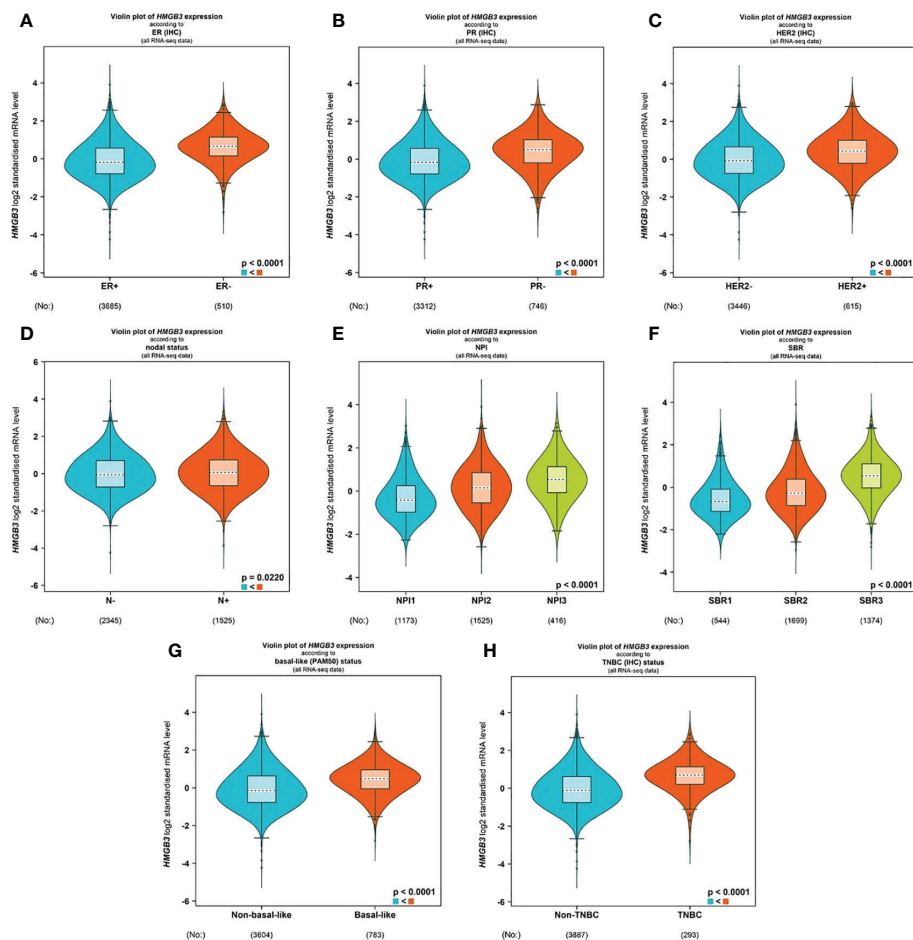 A
Violin plot of HMGB3 expression
according to
ER (IHC)
(all RNA-seq data)
HMGB3 log2 standardised mRNA level
4
2
0
-2
-4
-6
p < 0.0001
<
ER+ ER-
(No:) (3685) (510)
B
Violin plot of HMGB3 expression
according to
PR (IHC)
(all RNA-seq data)
HMGB3 log2 standardised mRNA level
4
2
0
-2
-4
-6
p < 0.0001
<
PR+ PR-
(No:) (3312) (746)
C
Violin plot of HMGB3 expression
according to
HER2 (IHC)
(all RNA-seq data)
HMGB3 log2 standardised mRNA level
4
2
0
-2
-4
-6
p < 0.0001
<
HER2- HER2+
(No:) (3446) (615)
D
Violin plot of HMGB3 expression
according to
nodal status
(all RNA-seq data)
HMGB3 log2 standardised mRNA level
6
4
2
0
-2
-4
-6
p = 0.0220
<
N- N+
(No:) (2345) (1525)
E
Violin plot of HMGB3 expression
according to
NPI
(all RNA-seq data)
HMGB3 log2 standardised mRNA level
4
2
0
-2
-4
p < 0.0001
NPI1 NPI2 NPI3
(No:) (1173) (1525) (416)
F
Violin plot of HMGB3 expression
according to
SBR
(all RNA-seq data)
HMGB3 log2 standardised mRNA level
4
2
0
-2
-4
p < 0.0001
SBR1 SBR2 SBR3
(No:) (544) (1699) (1374)
G
Violin plot of HMGB3 expression
according to
basal-like (PAM50) status
(all RNA-seq data)
HMGB3 log2 standardised mRNA level
4
2
0
-2
-4
-6
p < 0.0001
<
Non-basal-like Basal-like
(No:) (3604) (783)
H
Violin plot of HMGB3 expression
according to
TNBC (IHC) status
(all RNA-seq data)
HMGB3 log2 standardised mRNA level
4
2
0
-2
-4
-6
p < 0.0001
<
Non-TNBC TNBC
(No:) (3887) (293)